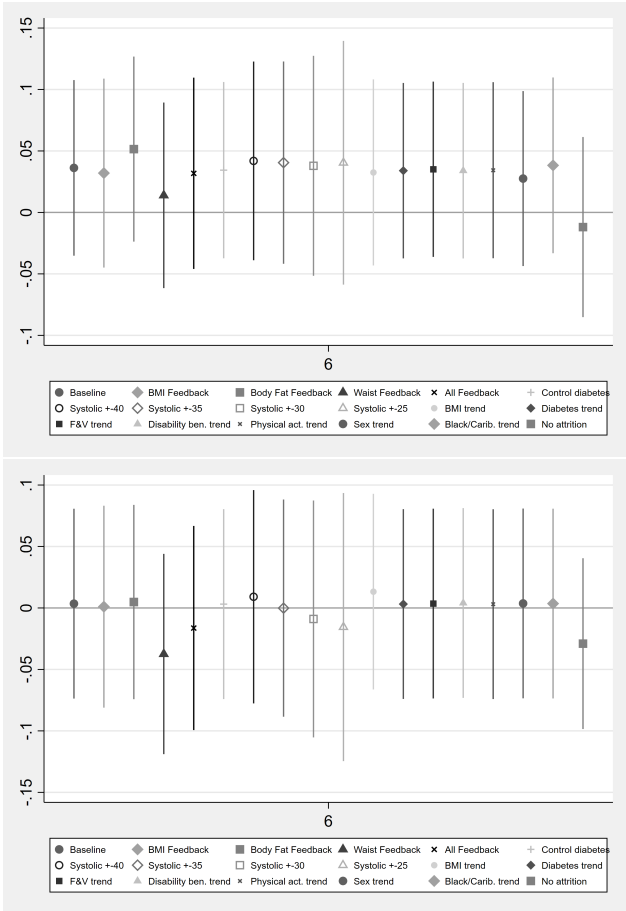 .15
.1
.05
0
-.05
-.1
6
Baseline BMI Feedback Body Fat Feedback Waist Feedback All Feedback Control diabetes
Systolic +-40 Systolic +-35 Systolic +-30 Systolic +-25 BMI trend Diabetes trend
F&V trend Disability ben. trend Physical act. trend Sex trend Black/Carib. trend No attrition
.1
.05
0
-.05
-.1
-.15
6
Baseline BMI Feedback Body Fat Feedback Waist Feedback All Feedback Control diabetes
Systolic +-40 Systolic +-35 Systolic +-30 Systolic +-25 BMI trend Diabetes trend
F&V trend Disability ben. trend Physical act. trend Sex trend Black/Carib. trend No attrition